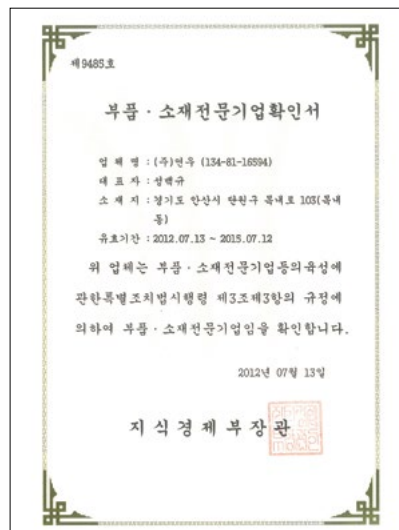 제9485호
부품 · 소재전문기업확인서
업 체 명 : (주)연우 (134-81-16594)
대 표 자 : 성백규
소 재 지 : 경기도 안산시 단원구 목내로 103(목내
동)
유효기간 : 2012.07.13 ~ 2015.07.12
위 업체는 부품 · 소재전문기업등의육성에
관한특별조치법시행령 제3조제3항의 규정에
의하여 부품 · 소재전문기업임을 확인합니다.
2012년 07월 13일
지 식 경 제 부 장 관